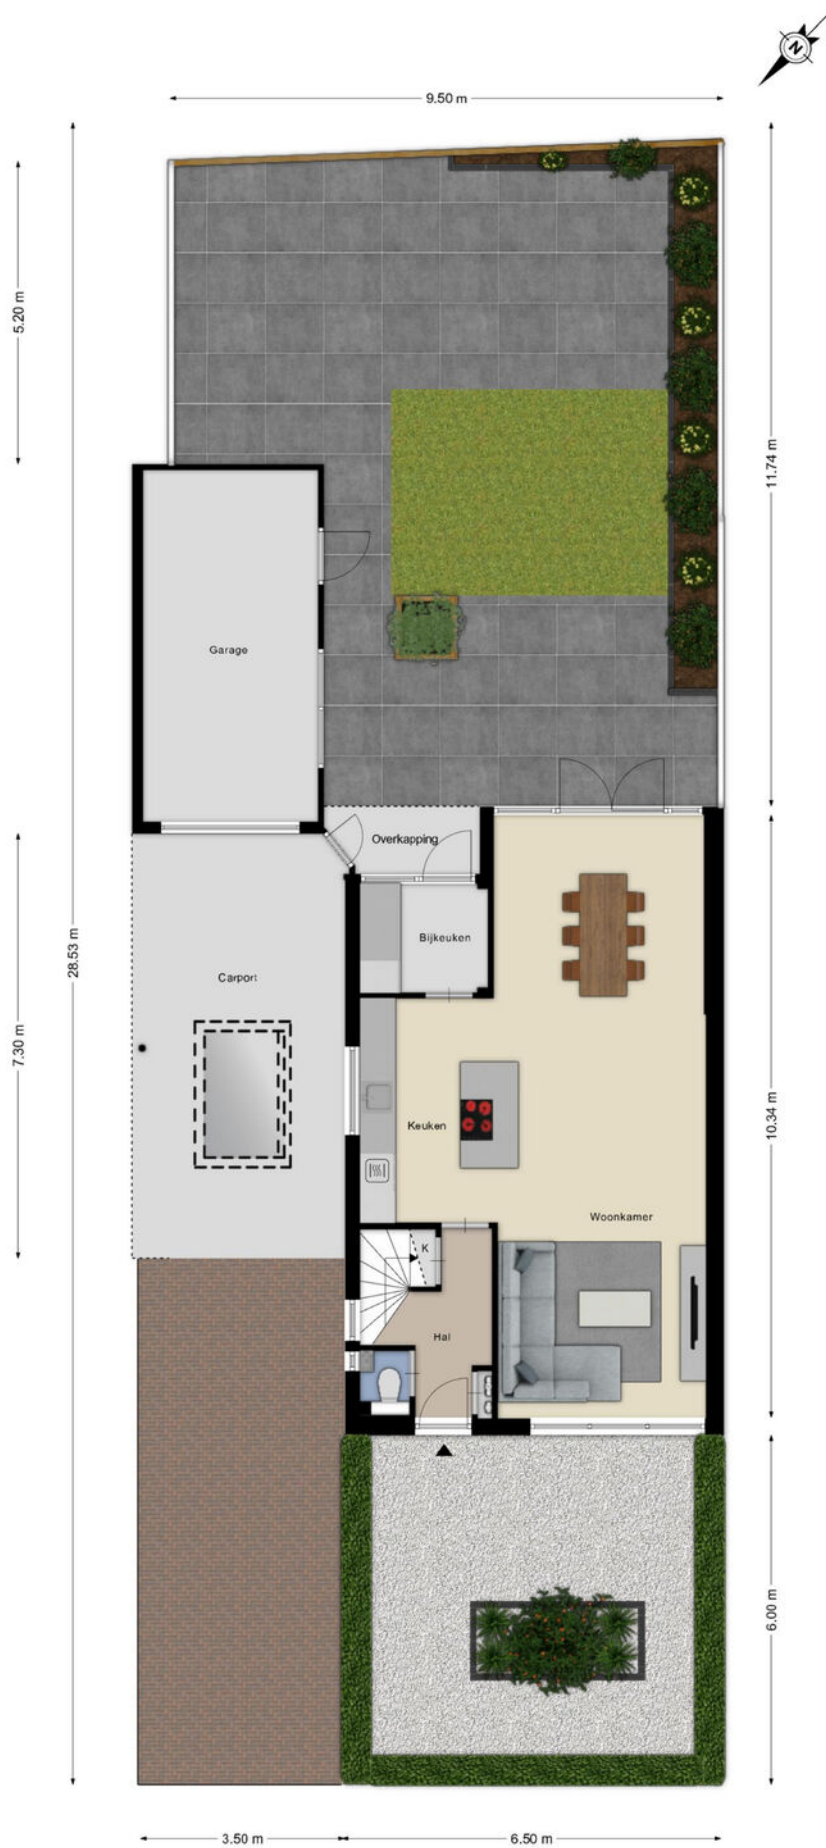 N
9.50 m
5.20 m
11.74 m
Garage
Overkapping
Bijkeuken
28.53 m
Carport
7.30 m
10.34 m
Keuken
Woonkamer
K
Hal
6.00 m
3.50 m
6.50 m